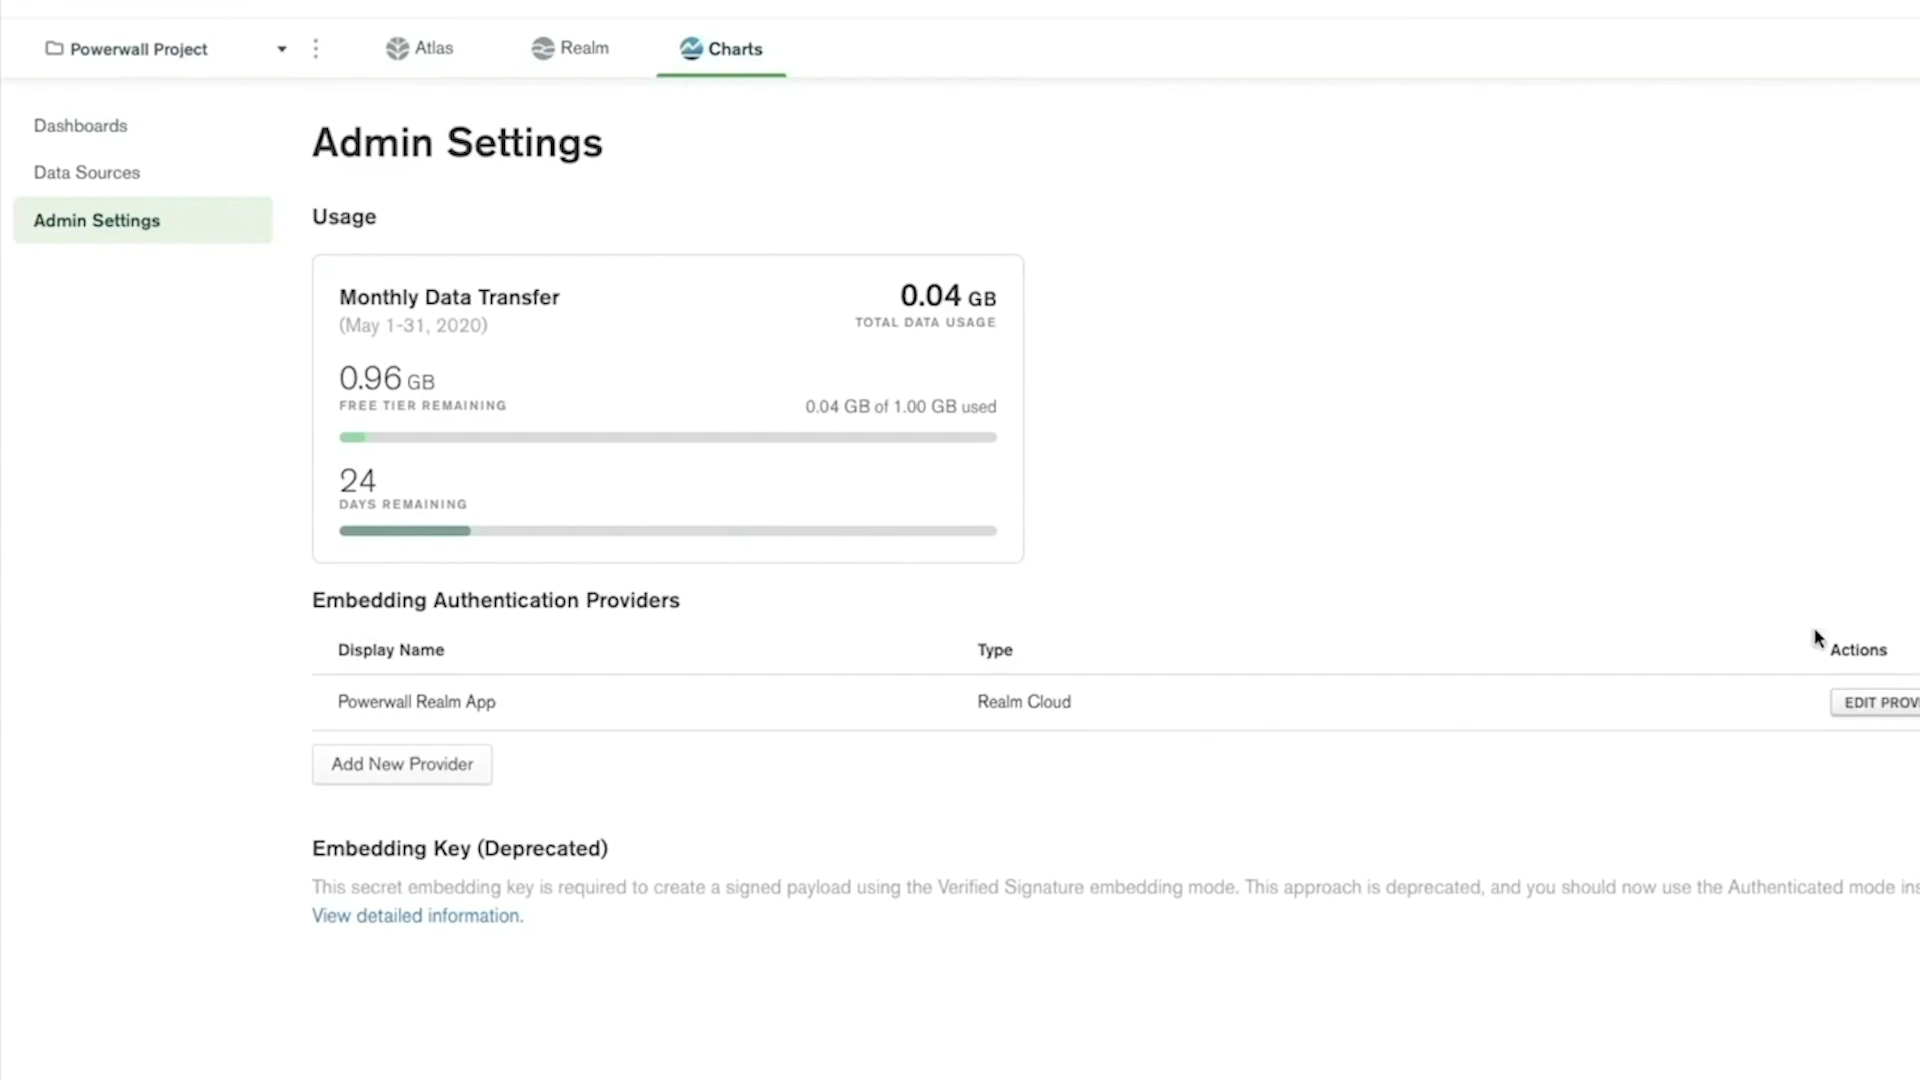 Powerwall Project
Atlas
Realm
Charts
Dashboards
Data Sources
Admin Settings
Admin Settings
Usage
Monthly Data Transfer
(May 1-31, 2020)
0.04 GB
TOTAL DATA USAGE
0.96 GB
FREE TIER REMAINING
0.04 GB of 1.00 GB used
24
DAYS REMAINING
Embedding Authentication Providers
Display Name Type Actions
Powerwall Realm App Realm Cloud EDIT PROV
Add New Provider
Embedding Key (Deprecated)
This secret embedding key is required to create a signed payload using the Verified Signature embedding mode. This approach is deprecated, and you should now use the Authenticated mode ins
View detailed information.